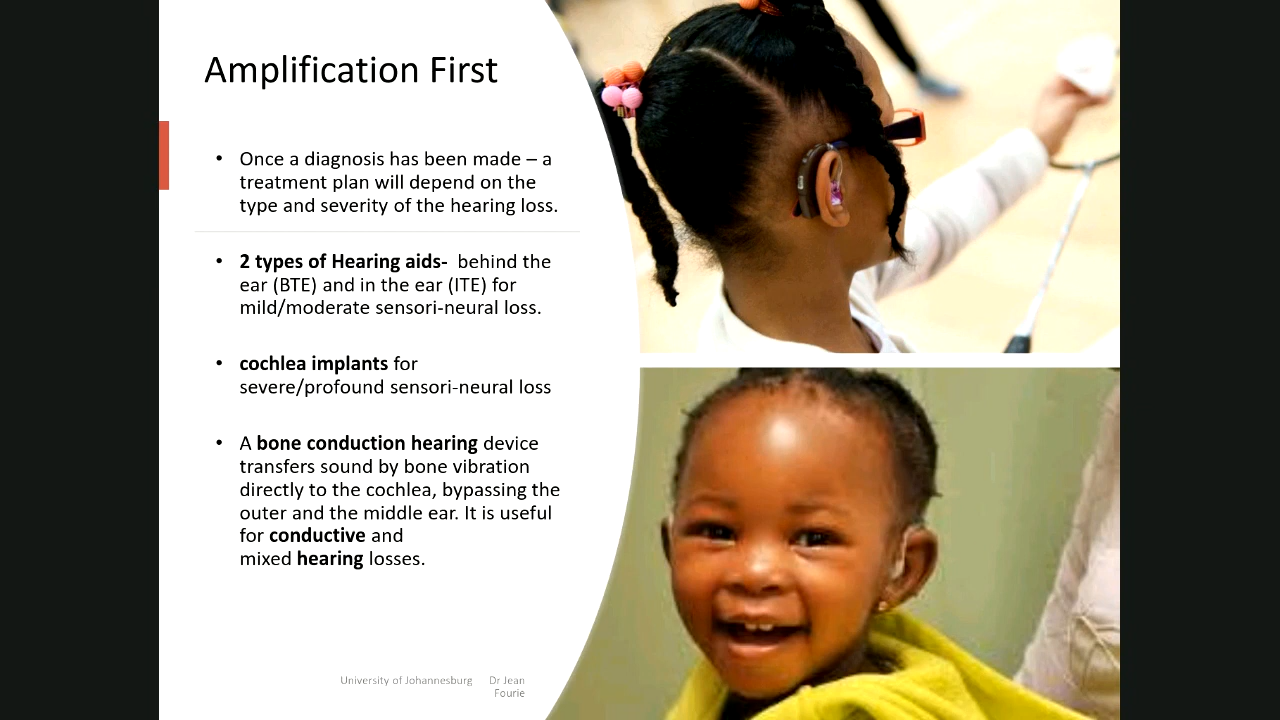 Amplification First
• Once a diagnosis has been made – a
treatment plan will depend on the
type and severity of the hearing loss.
• 2 types of Hearing aids-  behind the
ear (BTE) and in the ear (ITE) for
mild/moderate sensori-neural loss.
• cochlea implants for
severe/profound sensori-neural loss
• A bone conduction hearing device
transfers sound by bone vibration
directly to the cochlea, bypassing the
outer and the middle ear. It is useful
for conductive and
mixed hearing losses.
University of Johannesburg Dr Jean
Fourie